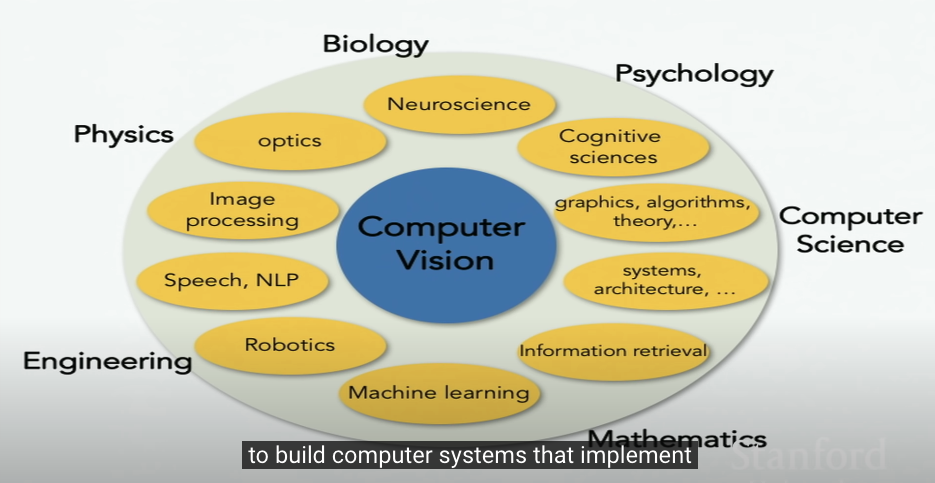 Biology
Psychology
Physics
Neuroscience
optics
Cognitive
sciences
Image
processing
graphics, algorithms,
theory,...
Computer
Science
Computer
Vision
Speech, NLP
systems,
architecture, ...
Engineering
Robotics
Information retrieval
Machine learning
Mathematics
to build computer systems that implement
Stanford